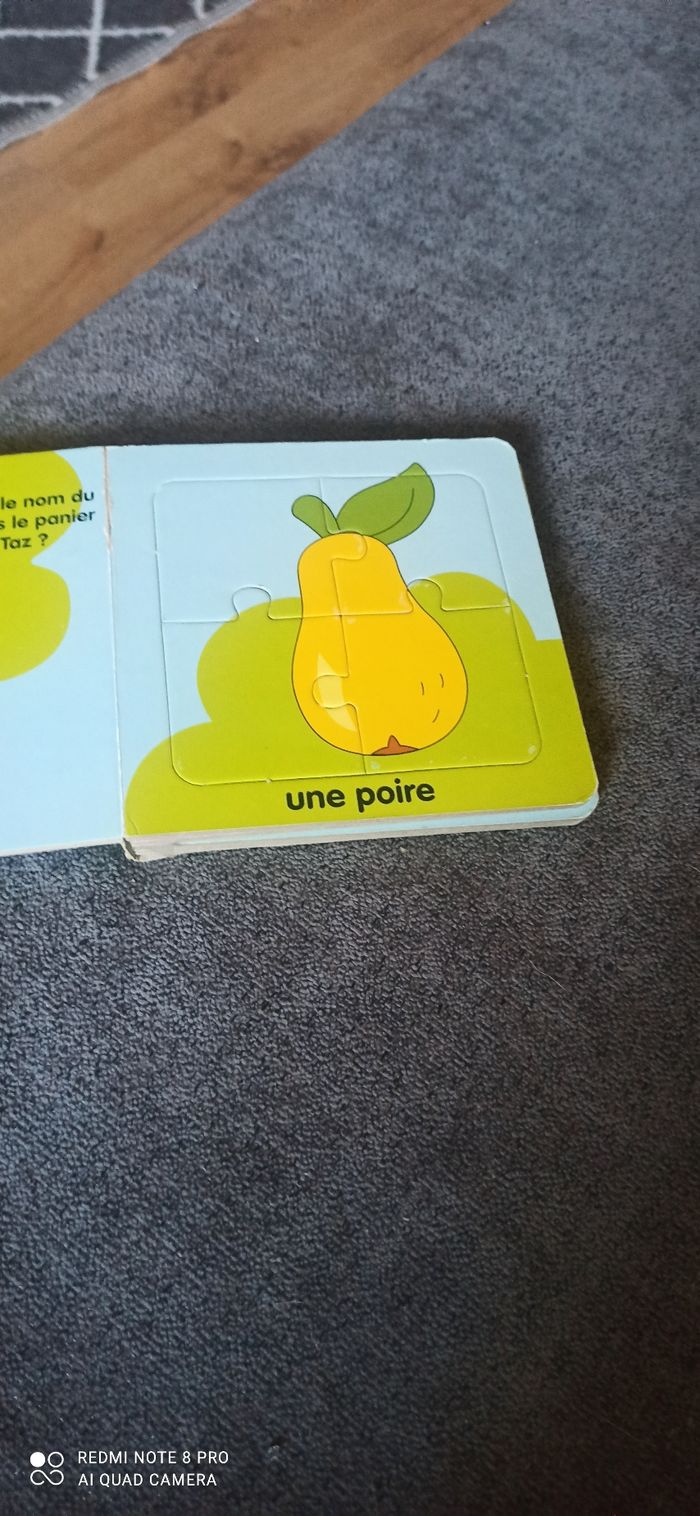 le nom du
s le panier
Taz ?
une poire
REDMI NOTE 8 PRO
AI QUAD CAMERA